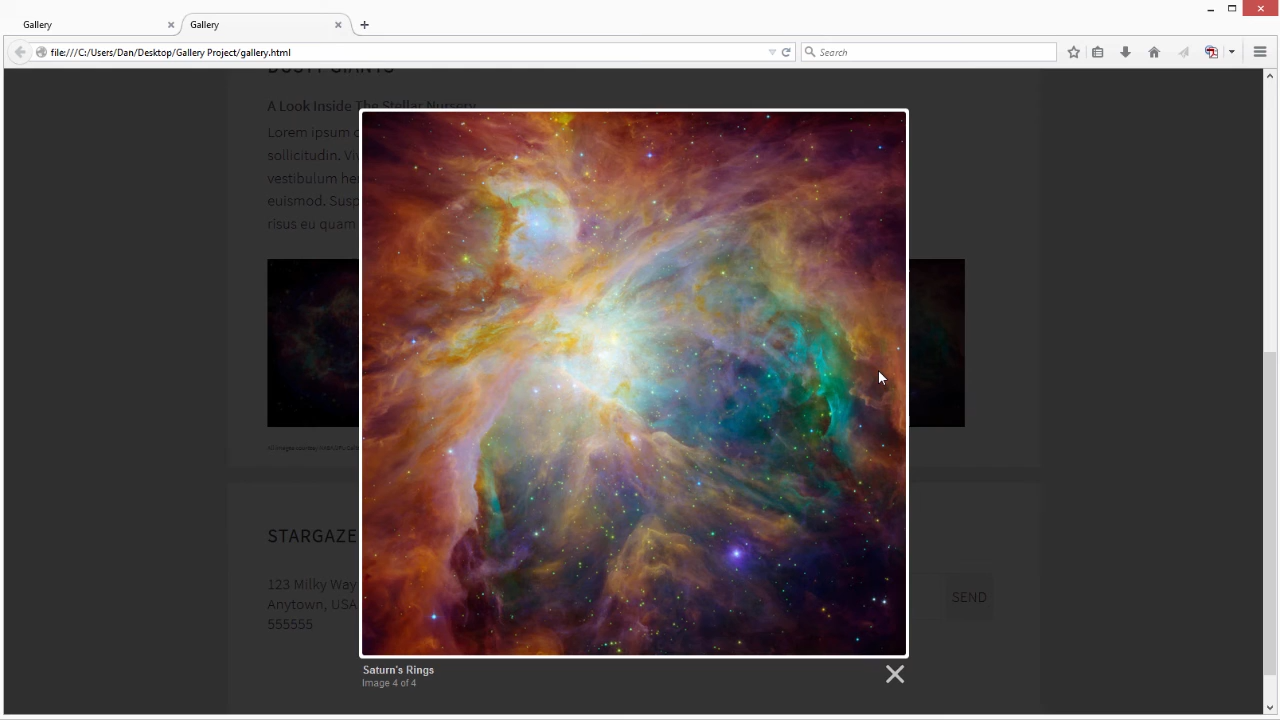 Gallery
Gallery
file:///C:/Users/Dan/Desktop/Gallery Project/gallery.html
Search
DUSTY GIANTS
A Look Inside The Stellar Nursery
Lorem ipsum
sollicitudin.
vestibulum
euismod. Susp
risus eu quam
STARGAZE
123 Milky Way
Anytown, USA
555555
SEND
Saturn's Rings
Image 4 of 4